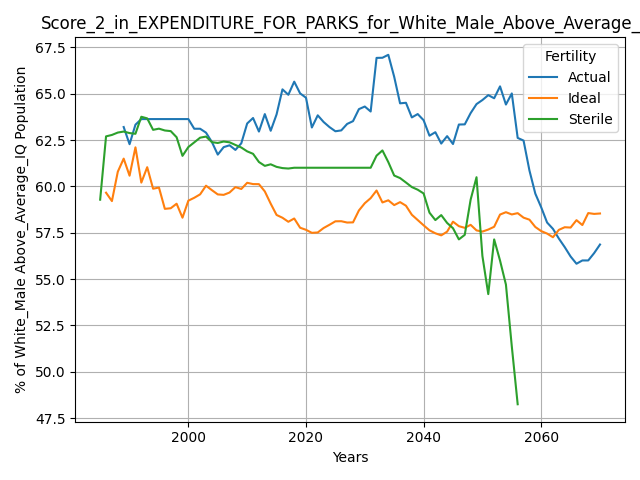 Score_2_in_EXPENDITURE_FOR_PARKS_for_White_Male_Above_Average_
Fertility
Actual
Ideal
Sterile
% of White_Male Above_Average_IQ Population
67.5
65.0
62.5
60.0
57.5
55.0
52.5
50.0
47.5
2000
2020
2040
2060
Years